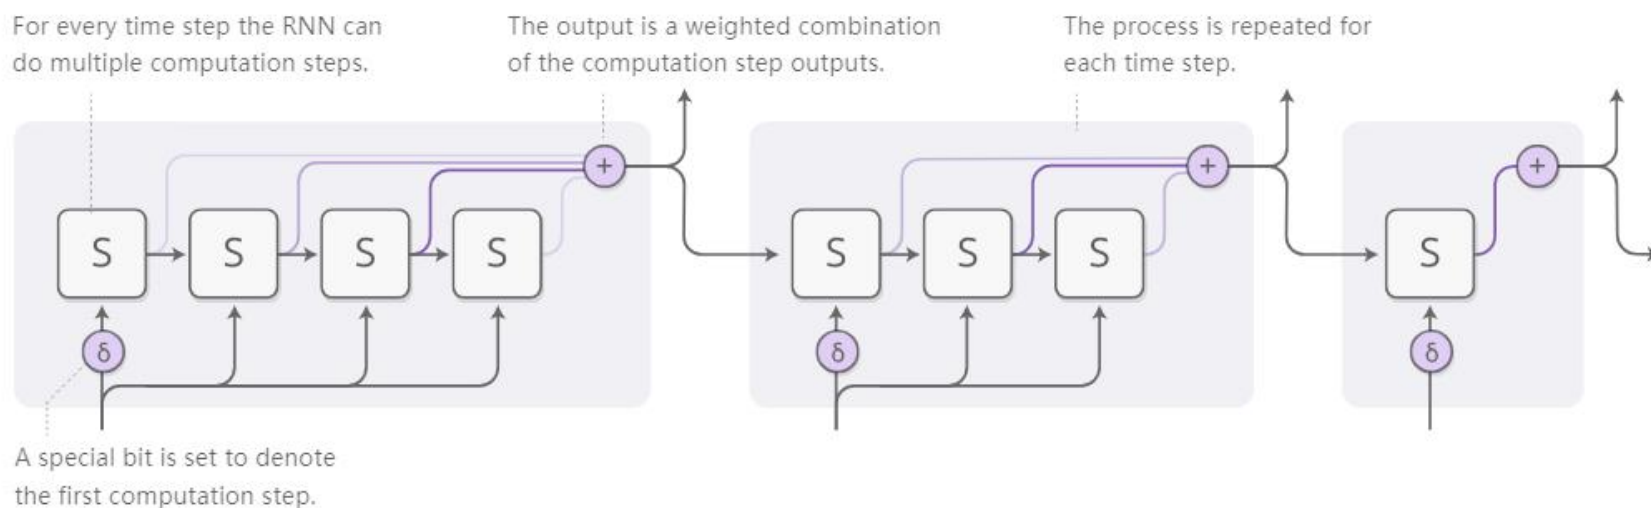 For every time step the RNN can
do multiple computation steps.
The output is a weighted combination
of the computation step outputs.
The process is repeated for
each time step.
+
+
+
S
S
S
S
S
S
S
S
δ
δ
δ
A special bit is set to denote
the first computation step.